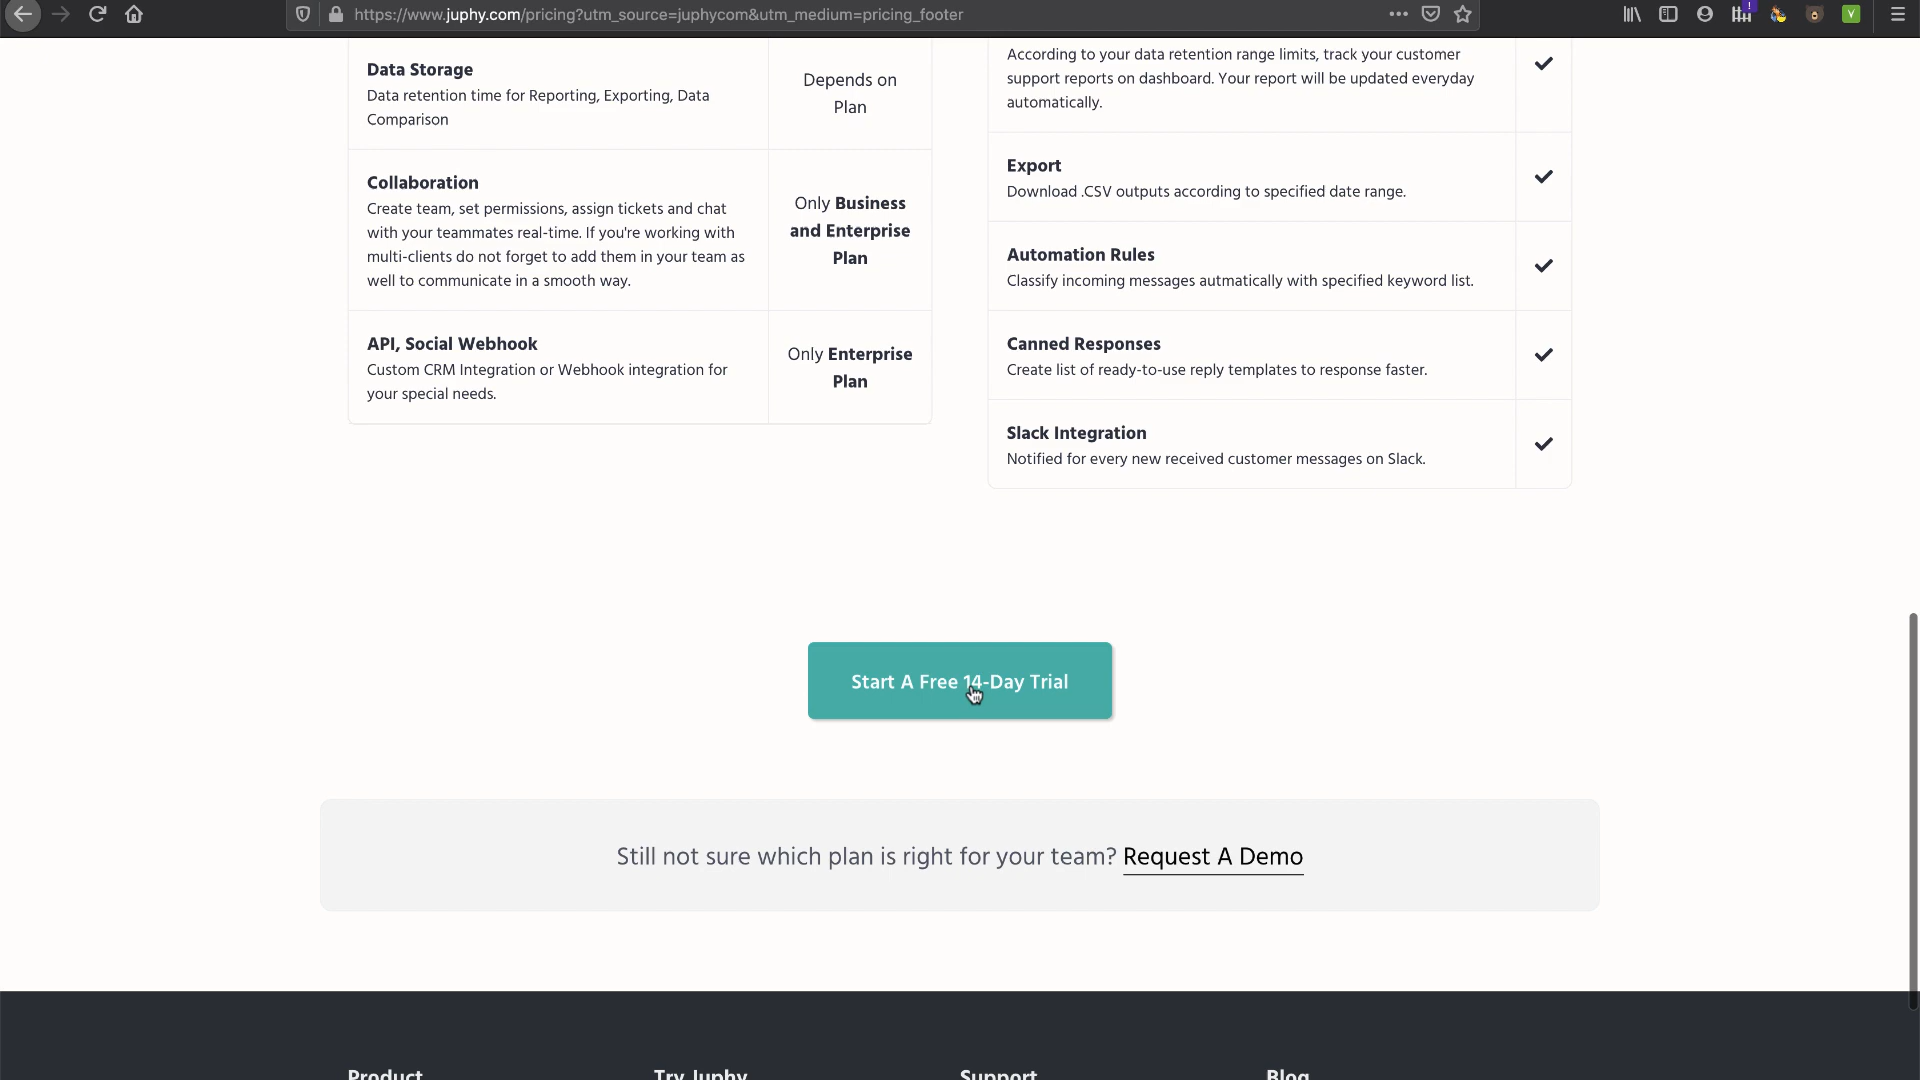 https://www.juphy.com/pricing?utm_source=juphycom&utm_medium=pricing_footer
Data Storage
Data retention time for Reporting, Exporting, Data
Comparison
Depends on
Plan
Collaboration
Create team, set permissions, assign tickets and chat
with your teammates real-time. If you're working with
multi-clients do not forget to add them in your team as
well to communicate in a smooth way.
Only Business
and Enterprise
Plan
API, Social Webhook
Custom CRM Integration or Webhook integration for
your special needs.
Only Enterprise
Plan
According to your data retention range limits, track your customer
support reports on dashboard. Your report will be updated everyday
automatically.
Export
Download .CSV outputs according to specified date range.
Automation Rules
Classify incoming messages autmatically with specified keyword list.
Canned Responses
Create list of ready-to-use reply templates to response faster.
Slack Integration
Notified for every new received customer messages on Slack.
Start A Free 14-Day Trial
Still not sure which plan is right for your team? Request A Demo
Product
Try Juphy
Support
Blog